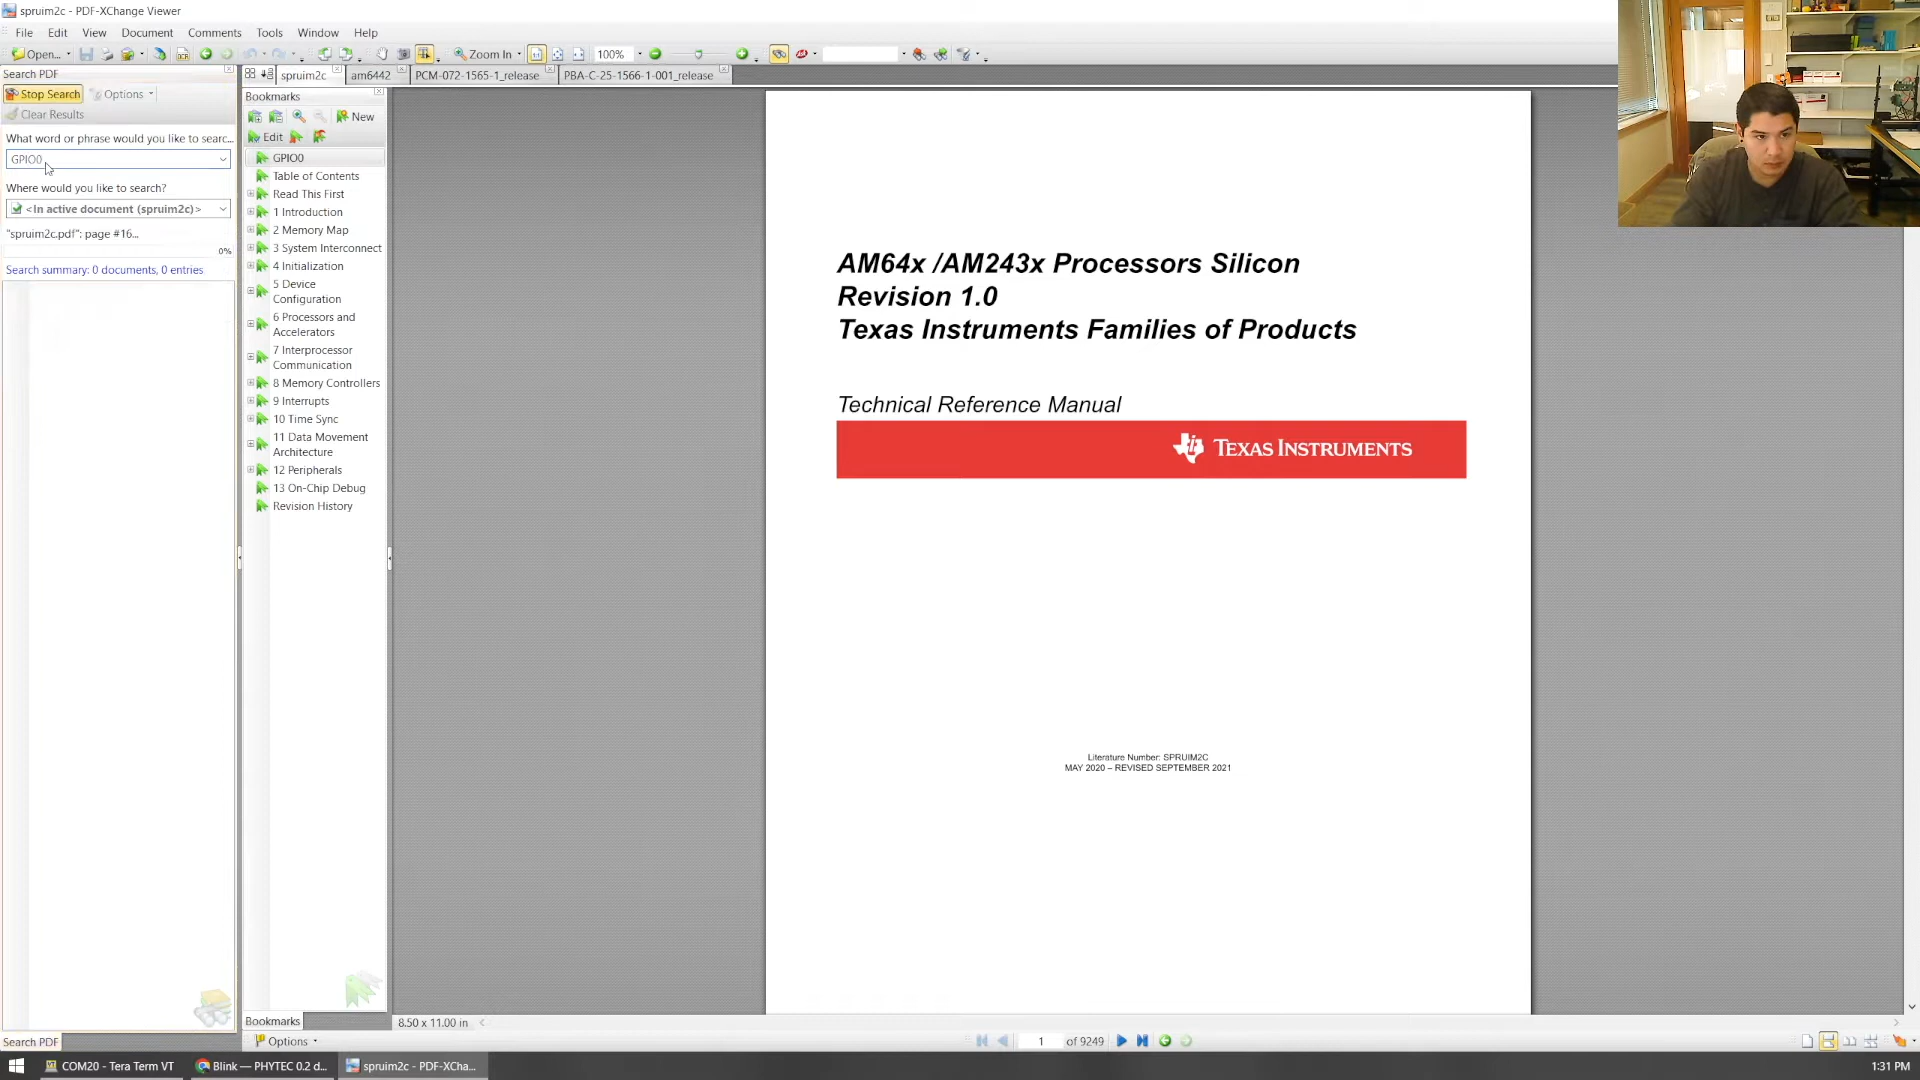 spruim2c - PDF-XChange Viewer
File Edit View Document Comments Tools Window Help
Open... Zoom In 100%
Search PDF
spruim2c am6442 PCM-072-1565-1_release PBA-C-25-1566-1-001_release
Stop Search Options
Clear Results
What word or phrase would you like to searc...
GPIO0
Where would you like to search?
<In active document (spruim2c)>
"spruim2c.pdf": page #16...
0%
Search summary: 0 documents, 0 entries
Bookmarks
New
Edit
GPIO0
Table of Contents
Read This First
1 Introduction
2 Memory Map
3 System Interconnect
4 Initialization
5 Device
Configuration
6 Processors and
Accelerators
7 Interprocessor
Communication
8 Memory Controllers
9 Interrupts
10 Time Sync
11 Data Movement
Architecture
12 Peripherals
13 On-Chip Debug
Revision History
AM64x /AM243x Processors Silicon
Revision 1.0
Texas Instruments Families of Products
Technical Reference Manual
TEXAS INSTRUMENTS
Literature Number: SPRUIM2C
MAY 2020 – REVISED SEPTEMBER 2021
Bookmarks
8.50 x 11.00 in
Search PDF
Options
1 of 9249
COM20 - Tera Term VT
Blink — PHYTEC 0.2 d...
spruim2c - PDF-XCha...
1:31 PM